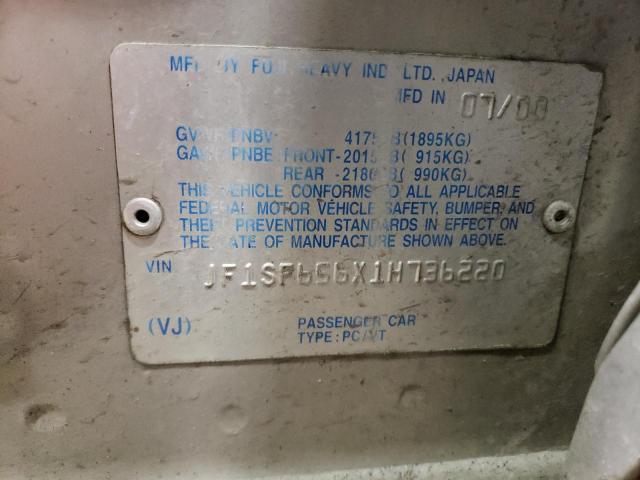 MFD BY FUJI HEAVY IND. LTD. JAPAN
MFD IN 07/00
GVWR/PNBV 4175LB(1895KG)
GAWR/PNBE FRONT-2015LB( 915KG)
REAR -2180LB( 990KG)
THIS VEHICLE CONFORMS TO ALL APPLICABLE
FEDERAL MOTOR VEHICLE SAFETY, BUMPER, AND
THEFT PREVENTION STANDARDS IN EFFECT ON
THE DATE OF MANUFACTURE SHOWN ABOVE.
VIN JF1SF656X1H736220
(VJ) PASSENGER CAR
TYPE:PC/VT